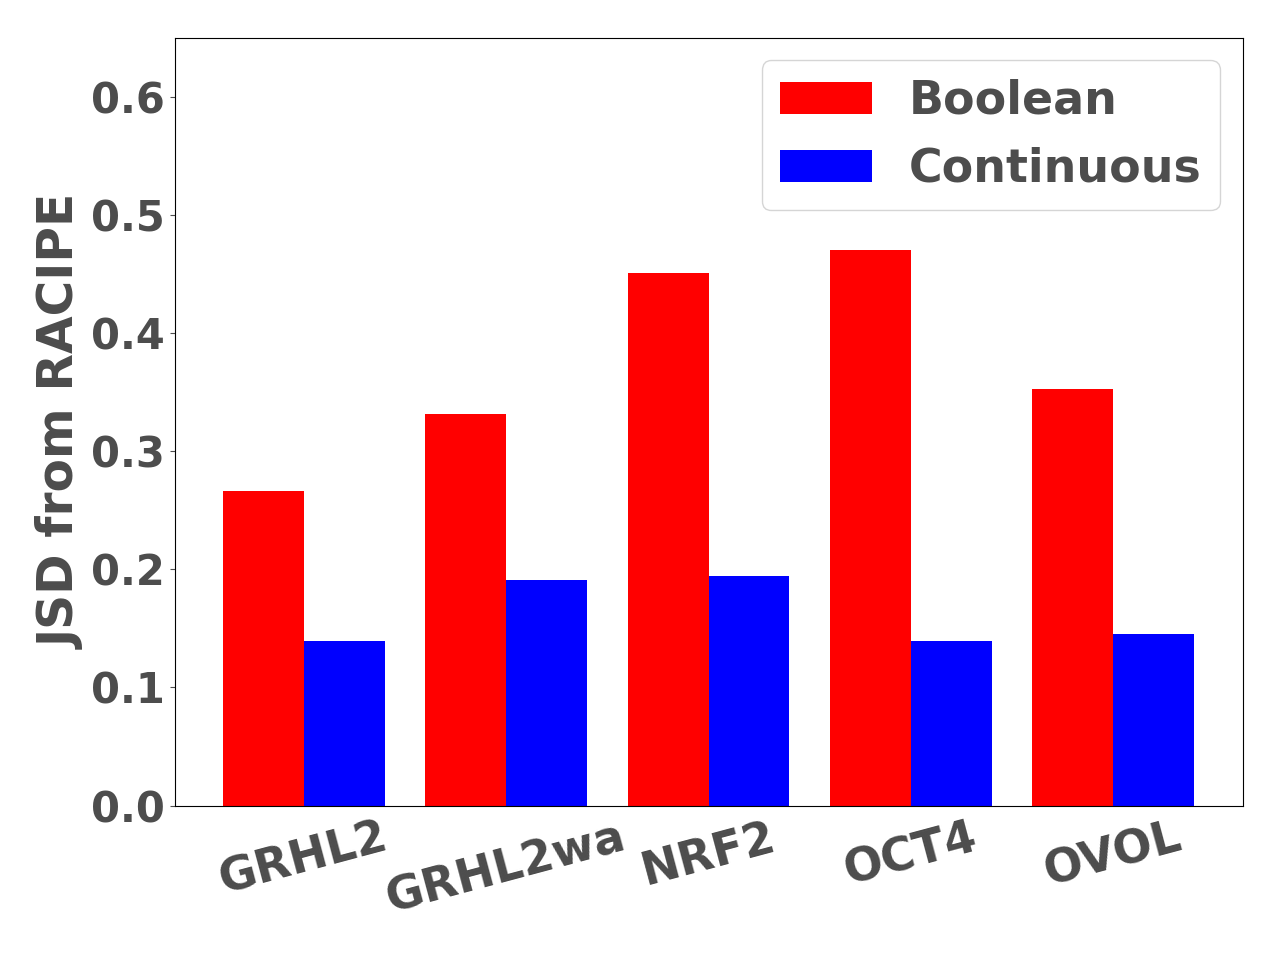 0.6
0.5
0.4
0.3
0.2
0.1
0.0
JSD from RACIPE
Boolean
Continuous
GRHL2
GRHL2wa
NRF2
OCT4
OVOL